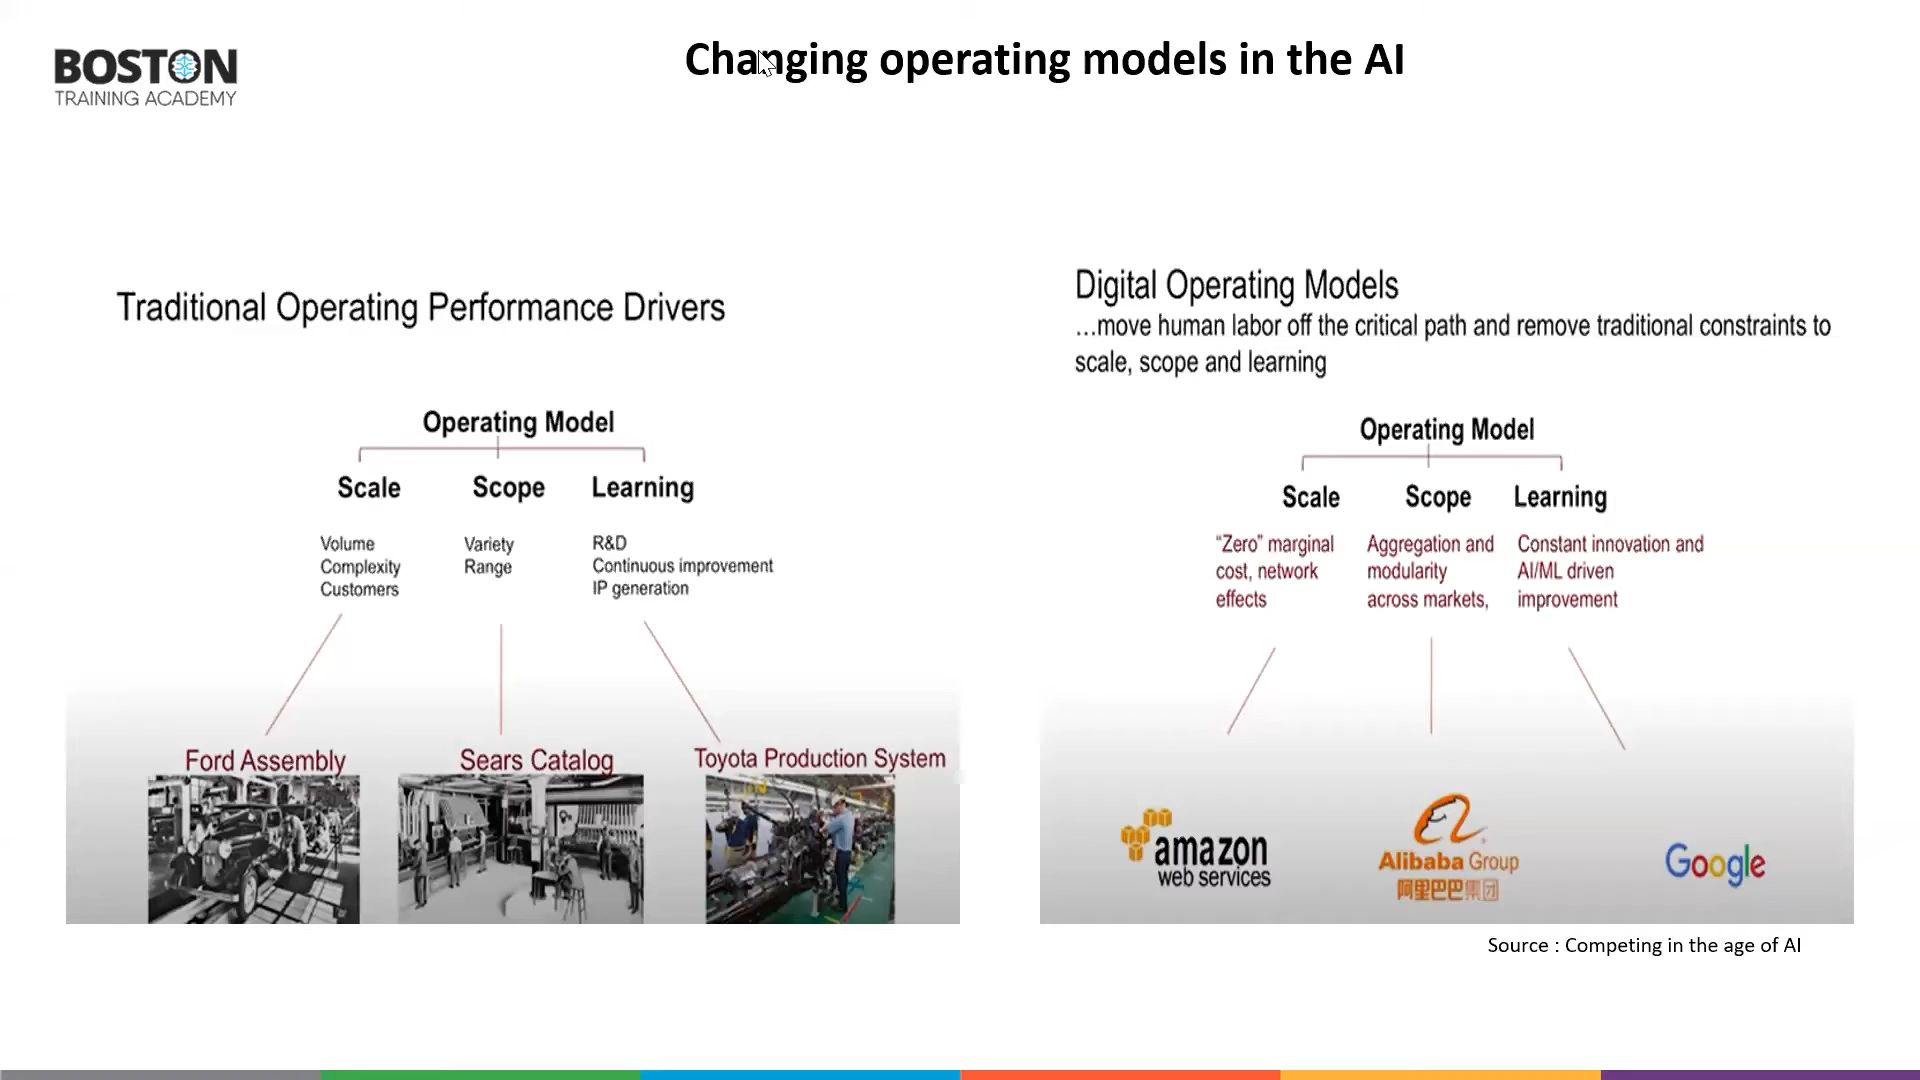 BOSTON
TRAINING ACADEMY
Changing operating models in the AI
Traditional Operating Performance Drivers
Operating Model
Scale
Scope
Learning
Volume
Complexity
Customers
Variety
Range
R&D
Continuous improvement
IP generation
Ford Assembly
Sears Catalog
Toyota Production System
Digital Operating Models
...move human labor off the critical path and remove traditional constraints to
scale, scope and learning
Operating Model
Scale
Scope
Learning
“Zero” marginal
cost, network
effects
Aggregation and
modularity
across markets,
Constant innovation and
AI/ML driven
improvement
amazon
web services
Alibaba Group
阿里巴巴集团
Google
Source : Competing in the age of AI